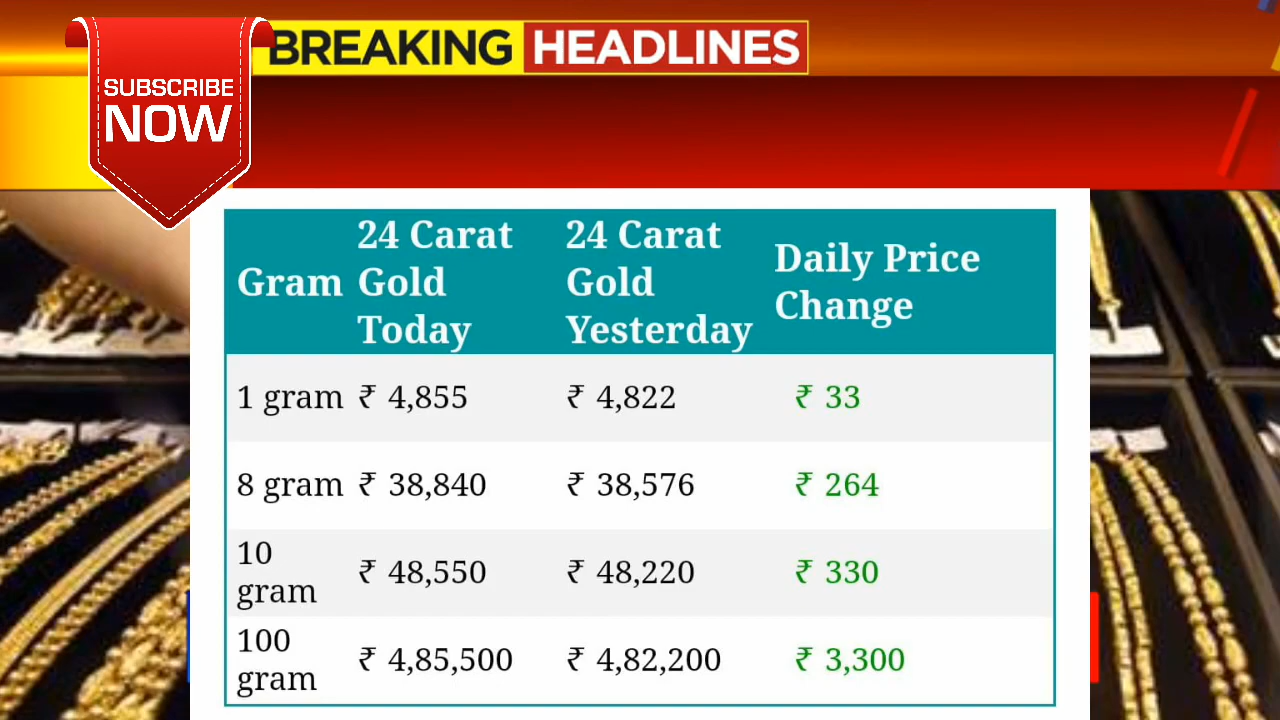 BREAKING HEADLINES
SUBSCRIBE
NOW
Gram 24 Carat Gold Today 24 Carat Gold Yesterday Daily Price Change
1 gram ₹ 4,855 ₹ 4,822 ₹ 33
8 gram ₹ 38,840 ₹ 38,576 ₹ 264
10 gram ₹ 48,550 ₹ 48,220 ₹ 330
100 gram ₹ 4,85,500 ₹ 4,82,200 ₹ 3,300